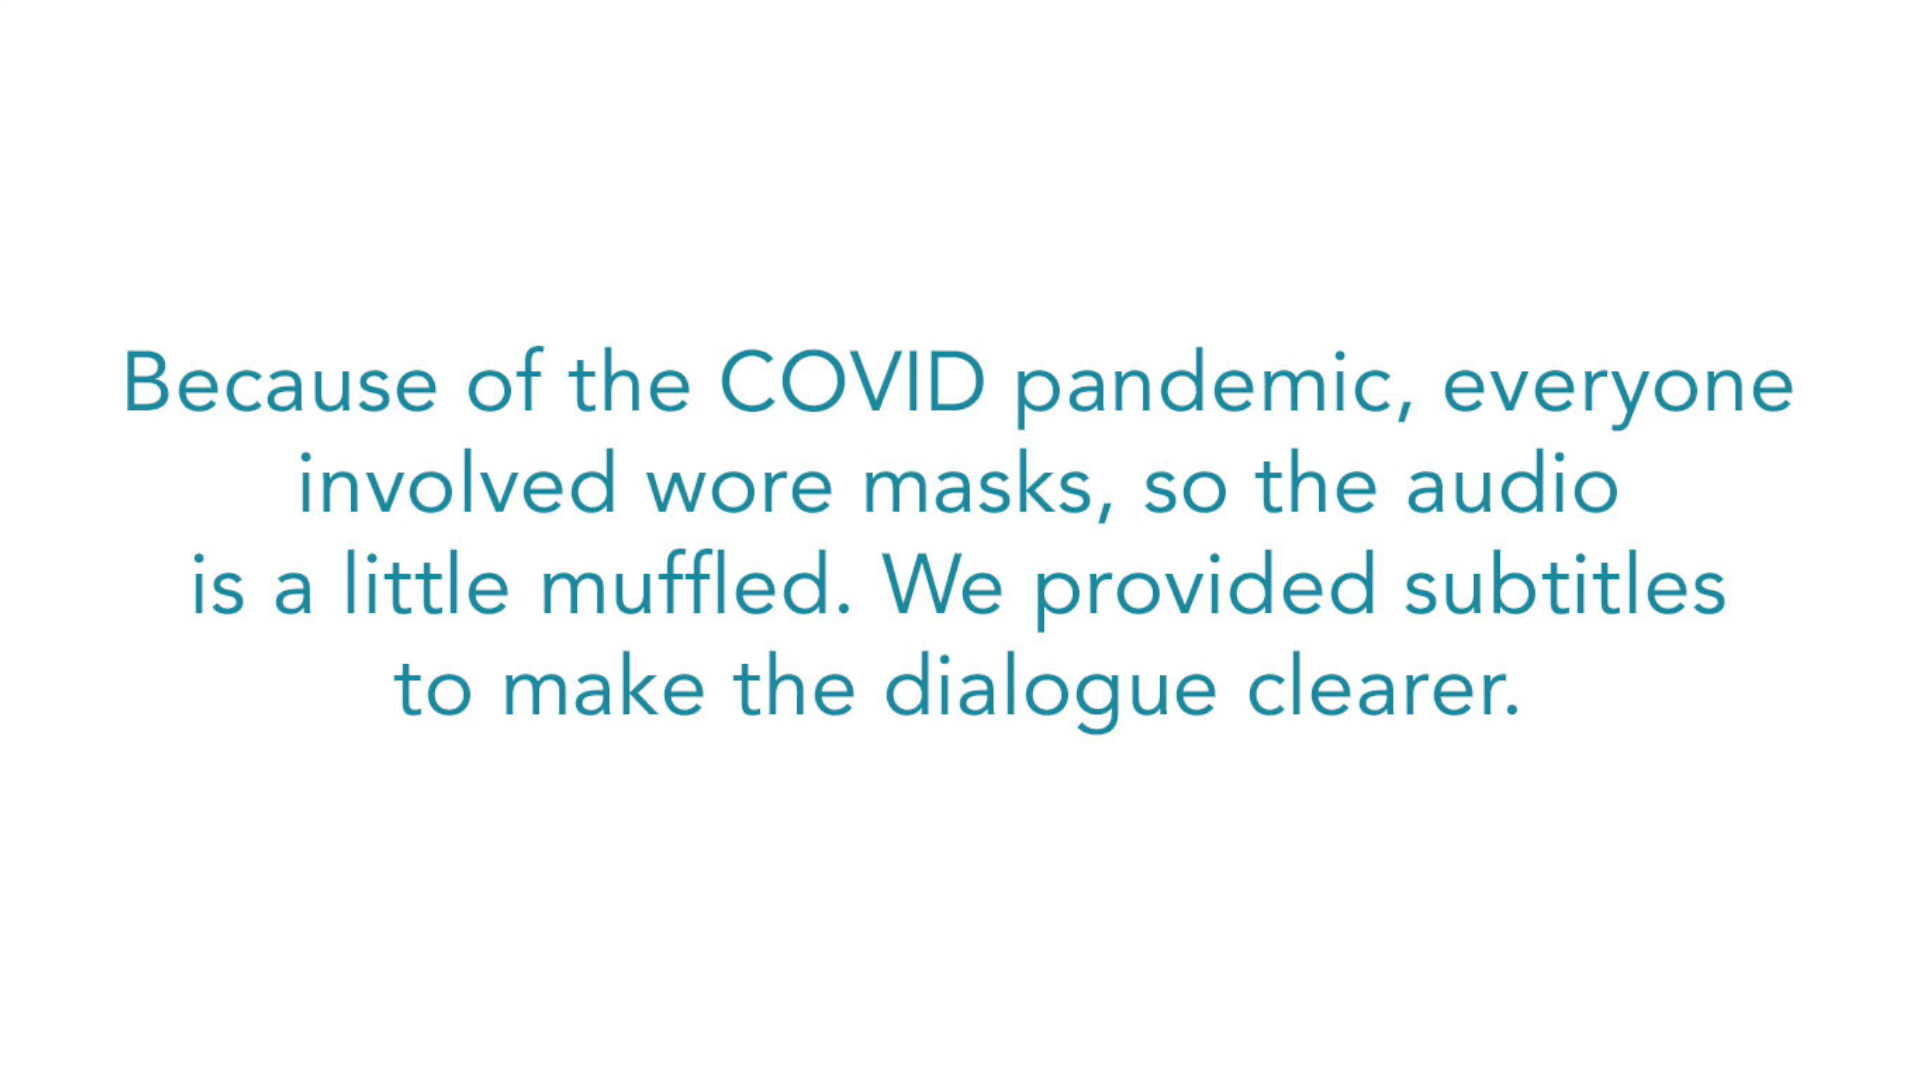 Because of the COVID pandemic, everyone
involved wore masks, so the audio
is a little muffled. We provided subtitles
to make the dialogue clearer.